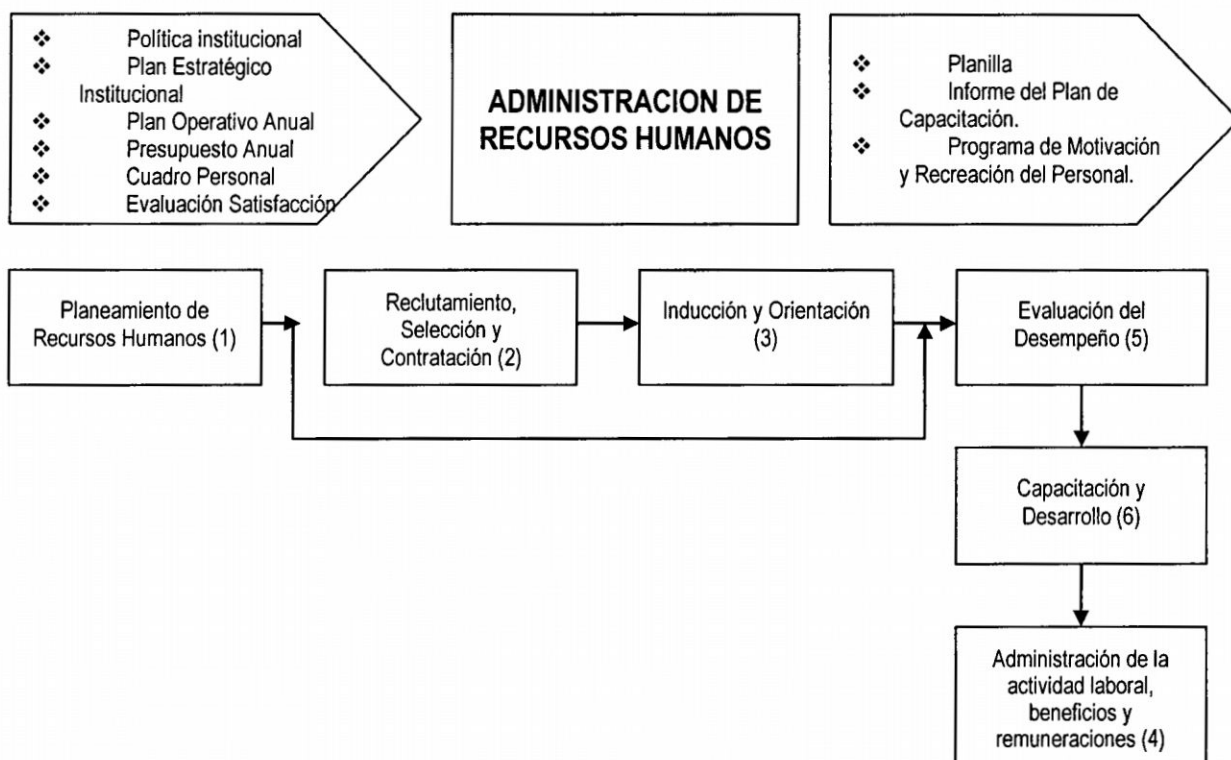 ❖ Política institucional
❖ Plan Estratégico
Institucional
❖ Plan Operativo Anual
❖ Presupuesto Anual
❖ Cuadro Personal
❖ Evaluación Satisfacción
ADMINISTRACION DE
RECURSOS HUMANOS
❖ Planilla
❖ Informe del Plan de
Capacitación.
❖ Programa de Motivación
y Recreación del Personal.
Planeamiento de
Recursos Humanos (1)
Reclutamiento,
Selección y
Contratación (2)
Inducción y Orientación
(3)
Evaluación del
Desempeño (5)
Capacitación y
Desarrollo (6)
Administración de la
actividad laboral,
beneficios y
remuneraciones (4)